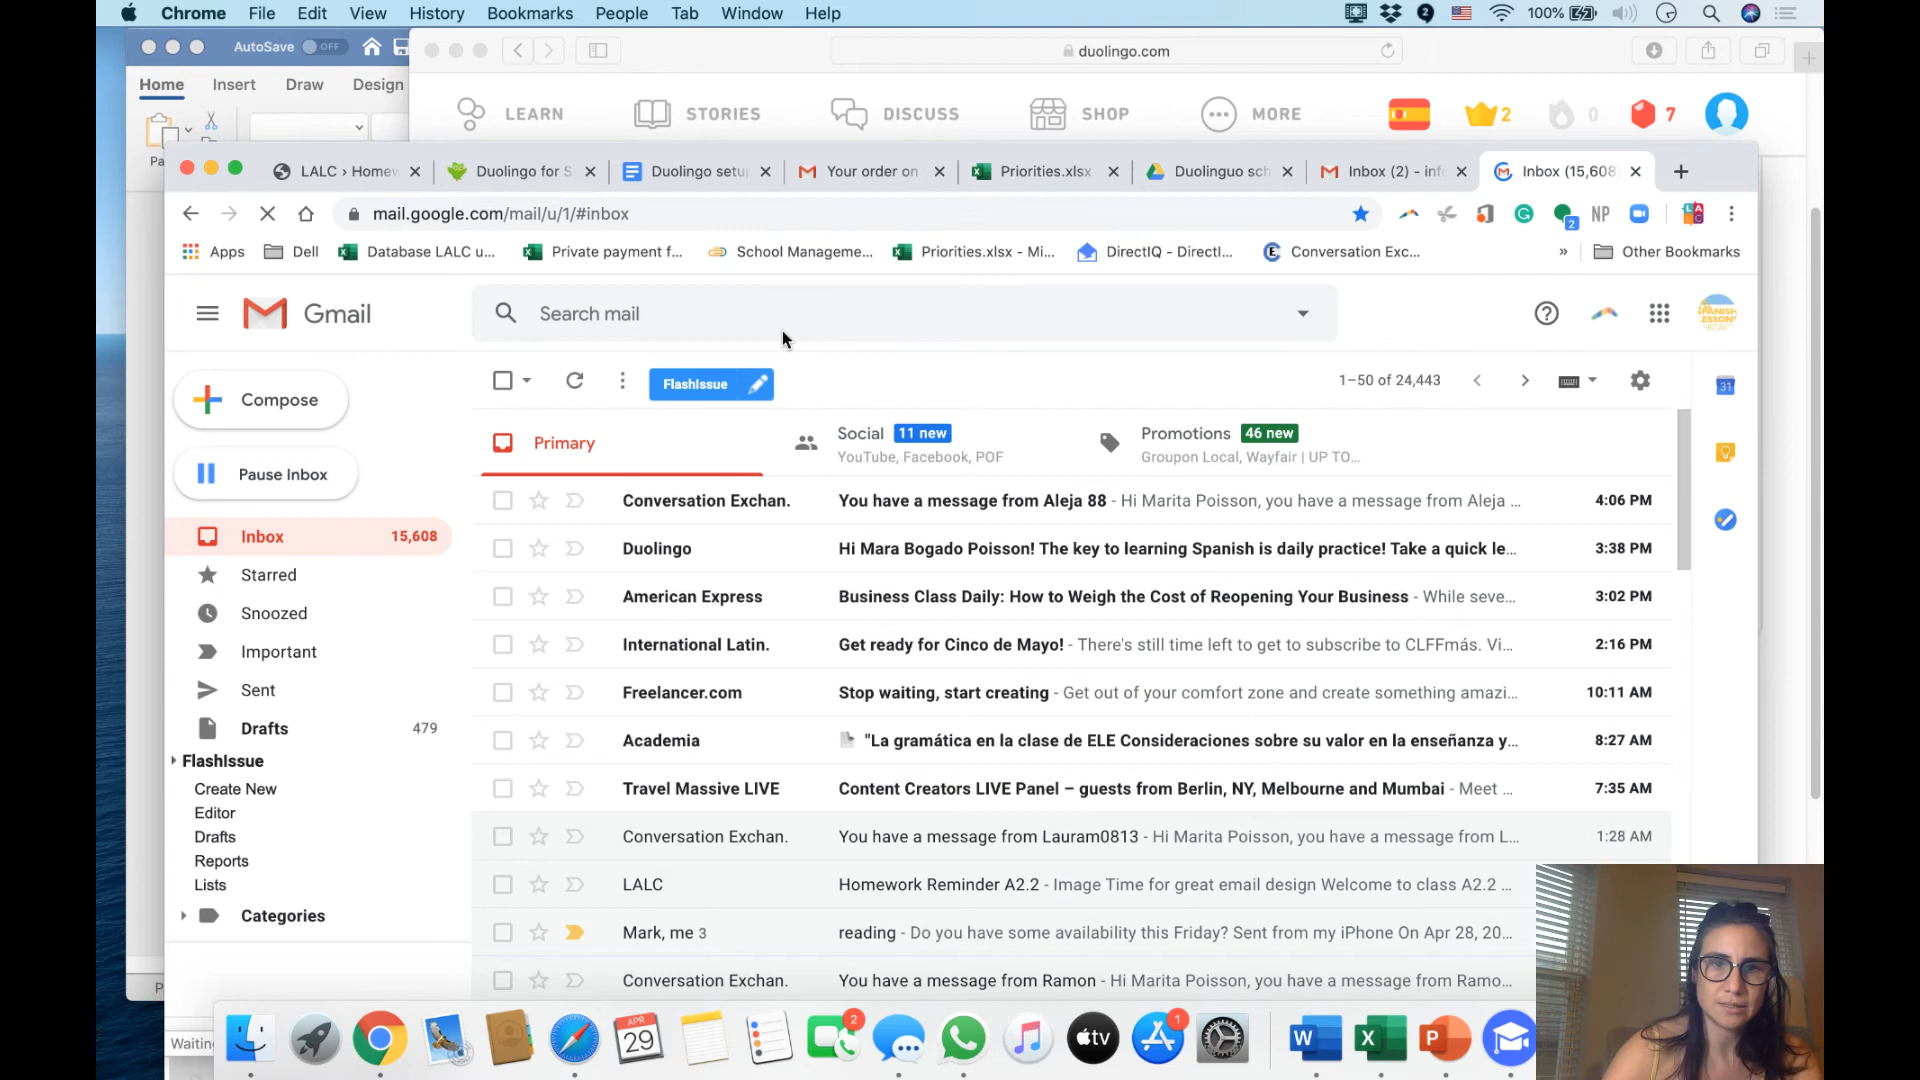 Chrome File Edit View History Bookmarks People Tab Window Help 2 100%
AutoSave OFF duolingo.com
Home Insert Draw Design
LEARN STORIES DISCUSS SHOP MORE 2 0 7
LALC › Homew Duolingo for S Duolingo setu Your order on Priorities.xlsx Duolinguo sch Inbox (2) - inf Inbox (15,608
mail.google.com/mail/u/1/#inbox 2 NP
Apps Dell Database LALC u... Private payment f... School Manageme... Priorities.xlsx - Mi... DirectIQ - DirectI... Conversation Exc... » Other Bookmarks
Gmail Search mail
Compose
FlashIssue 1–50 of 24,443
31
Primary
Social 11 new
YouTube, Facebook, POF
Promotions 46 new
Groupon Local, Wayfair | UP TO...
Pause Inbox
Inbox 15,608
Starred
Snoozed
Important
Sent
Drafts 479
FlashIssue
Create New
Editor
Drafts
Reports
Lists
Categories
Conversation Exchan. You have a message from Aleja 88 - Hi Marita Poisson, you have a message from Aleja ... 4:06 PM
Duolingo Hi Mara Bogado Poisson! The key to learning Spanish is daily practice! Take a quick le... 3:38 PM
American Express Business Class Daily: How to Weigh the Cost of Reopening Your Business - While seve... 3:02 PM
International Latin. Get ready for Cinco de Mayo! - There's still time left to get to subscribe to CLFFmás. Vi... 2:16 PM
Freelancer.com Stop waiting, start creating - Get out of your comfort zone and create something amazi... 10:11 AM
Academia "La gramática en la clase de ELE Consideraciones sobre su valor en la enseñanza y... 8:27 AM
Travel Massive LIVE Content Creators LIVE Panel – guests from Berlin, NY, Melbourne and Mumbai - Meet ... 7:35 AM
Conversation Exchan. You have a message from Lauram0813 - Hi Marita Poisson, you have a message from L... 1:28 AM
LALC Homework Reminder A2.2 - Image Time for great email design Welcome to class A2.2 ...
Mark, me 3 reading - Do you have some availability this Friday? Sent from my iPhone On Apr 28, 20...
Conversation Exchan. You have a message from Ramon - Hi Marita Poisson, you have a message from Ramo...
Waiting
APR 29 2 tv 1 W X P